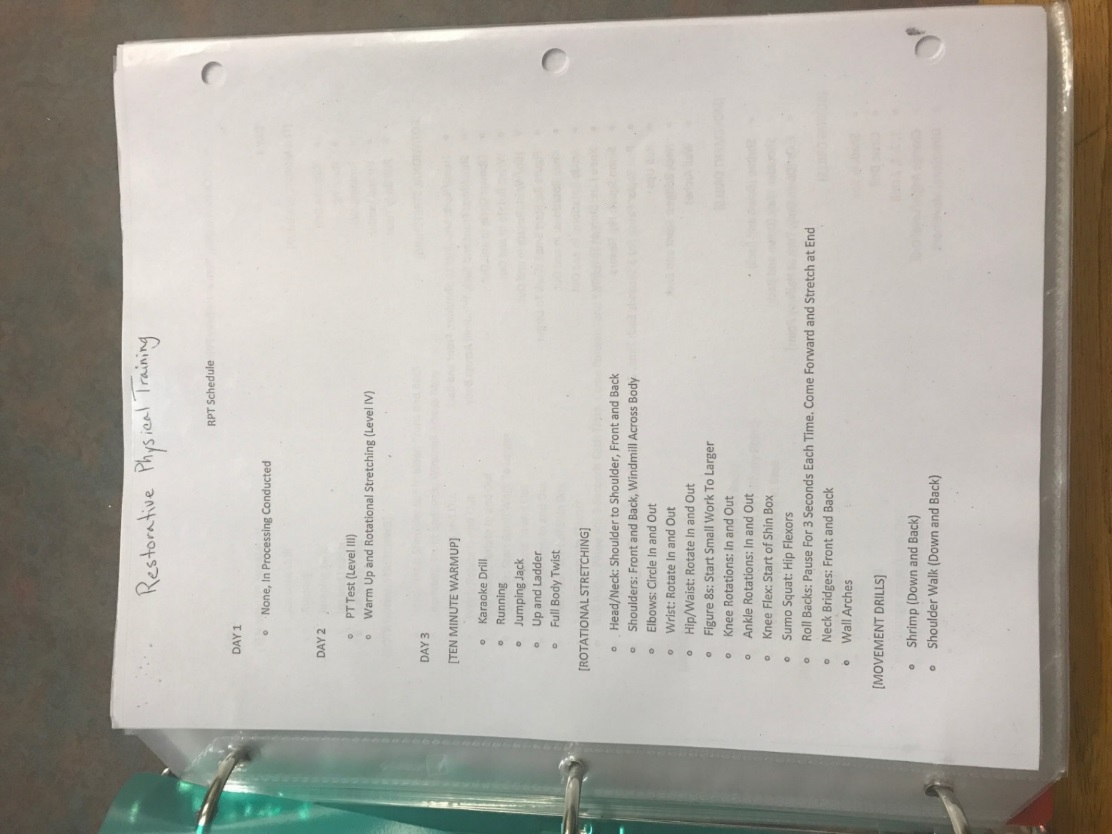 Restorative Physical Training
RPT Schedule
DAY 1
o None, In Processing Conducted
DAY 2
o PT Test (Level III)
o Warm Up and Rotational Stretching (Level IV)
DAY 3
[TEN MINUTE WARMUP]
o Karaoke Drill
o Running
o Jumping Jack
o Up and Ladder
o Full Body Twist
[ROTATIONAL STRETCHING]
o Head/Neck: Shoulder to Shoulder, Front and Back
o Shoulders: Front and Back, Windmill Across Body
o Elbows: Circle In and Out
o Wrist: Rotate In and Out
o Hip/Waist: Rotate In and Out
o Figure 8s: Start Small Work To Larger
o Knee Rotations: In and Out
o Ankle Rotations: In and Out
o Knee Flex: Start of Shin Box
o Sumo Squat: Hip Flexors
o Roll Backs: Pause For 3 Seconds Each Time, Come Forward and Stretch at End
o Neck Bridges: Front and Back
o Wall Arches
[MOVEMENT DRILLS]
o Shrimp (Down and Back)
o Shoulder Walk (Down and Back)